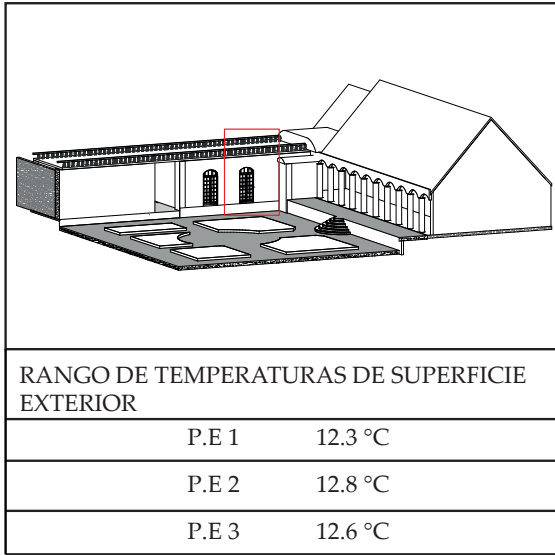 RANGO DE TEMPERATURAS DE SUPERFICIE
EXTERIOR
P.E 1 12.3 °C
P.E 2 12.8 °C
P.E 3 12.6 °C